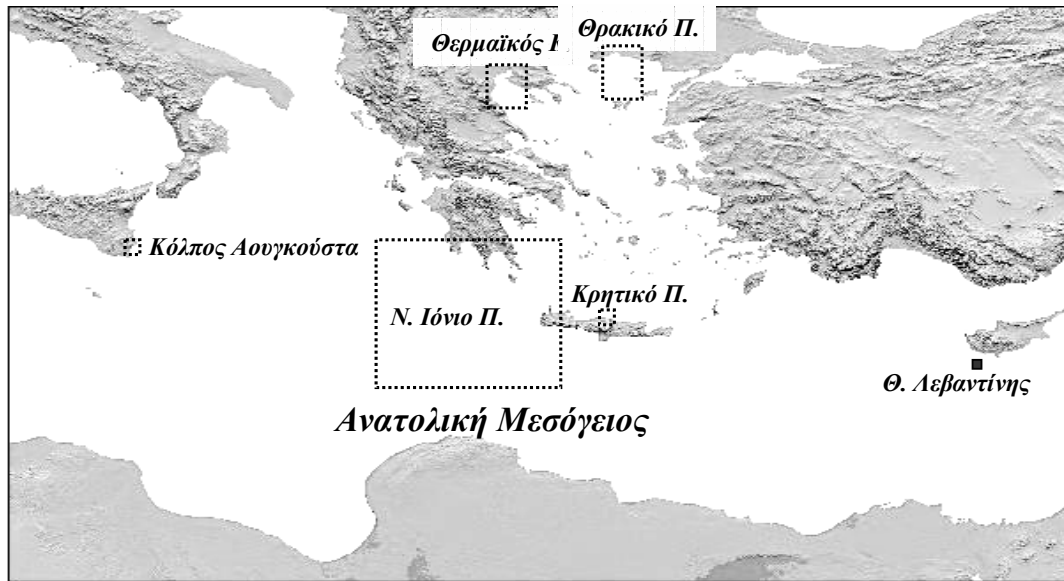 Θρακικό Π.
Θερμαϊκός
Κόλπος Αουγκούστα
Κρητικό Π.
Ν. Ιόνιο Π.
Θ. Λεβαντίνης
Ανατολική Μεσόγειος